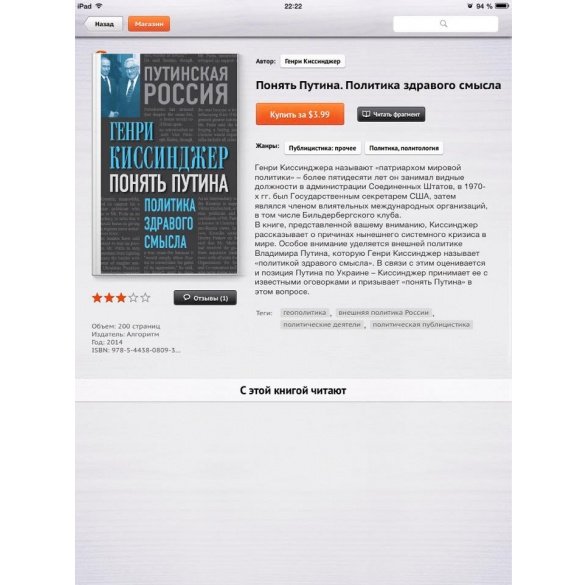 iPad 22:22 94 %
Назад Магазин
ПУТИНСКАЯ
РОССИЯ
ГЕНРИ
КИССИНДЖЕР
ПОНЯТЬ ПУТИНА
ПОЛИТИКА
ЗДРАВОГО
СМЫСЛА
Отзывы (1)
Объем: 200 страниц
Издатель: Алгоритм
Год: 2014
ISBN: 978-5-4438-0809-3...
Автор: Генри Киссинджер
Понять Путина. Политика здравого смысла
Купить за $3.99 Читать фрагмент
Жанры: Публицистика: прочее Политика, политология
Генри Киссинджера называют «патриархом мировой
политики» – более пятидесяти лет он занимал видные
должности в администрации Соединенных Штатов, в 1970-
х гг. был Государственным секретарем США, затем
являлся членом влиятельных международных организаций,
в том числе Бильдербергского клуба.
В книге, представленной вашему вниманию, Киссинджер
рассказывает о причинах нынешнего системного кризиса в
мире. Особое внимание уделяется внешней политике
Владимира Путина, которую Генри Киссинджер называет
«политикой здравого смысла». В связи с этим оценивается
и позиция Путина по Украине – Киссинджер принимает ее с
известными оговорками и призывает «понять Путина» в
этом вопросе.
Теги: геополитика , внешняя политика России ,
политические деятели , политическая публицистика
С этой книгой читают